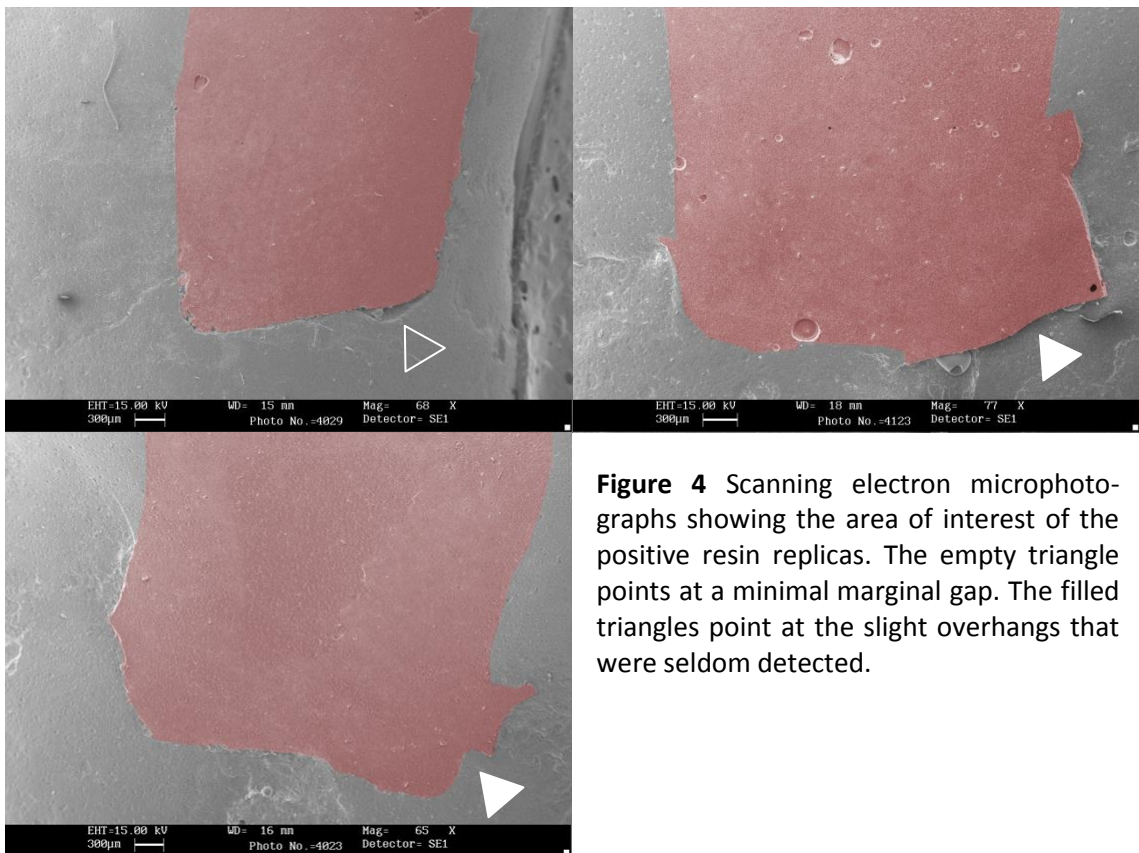 EHT=15.00 kV WD= 15 mm Mag= 68 X
300µm Photo No.=4029 Detector= SE1
EHT=15.00 kV WD= 18 mm Mag= 77 X
300µm Photo No.=4123 Detector= SE1
EHT=15.00 kV WD= 16 mm Mag= 65 X
300µm Photo No.=4023 Detector= SE1
Figure 4 Scanning electron microphoto-
graphs showing the area of interest of the
positive resin replicas. The empty triangle
points at a minimal marginal gap. The filled
triangles point at the slight overhangs that
were seldom detected.